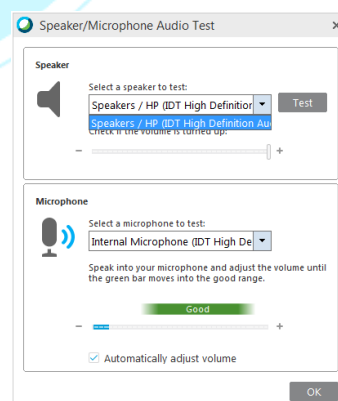 Speaker/Microphone Audio Test
Speaker
Select a speaker to test:
Speakers / HP (IDT High Definition
Test
Speakers / HP (IDT High Definition Au
Check if the volume is turned up:
- +
Microphone
Select a microphone to test:
Internal Microphone (IDT High De
Speak into your microphone and adjust the volume until
the green bar moves into the good range.
Good
- +
Automatically adjust volume
OK